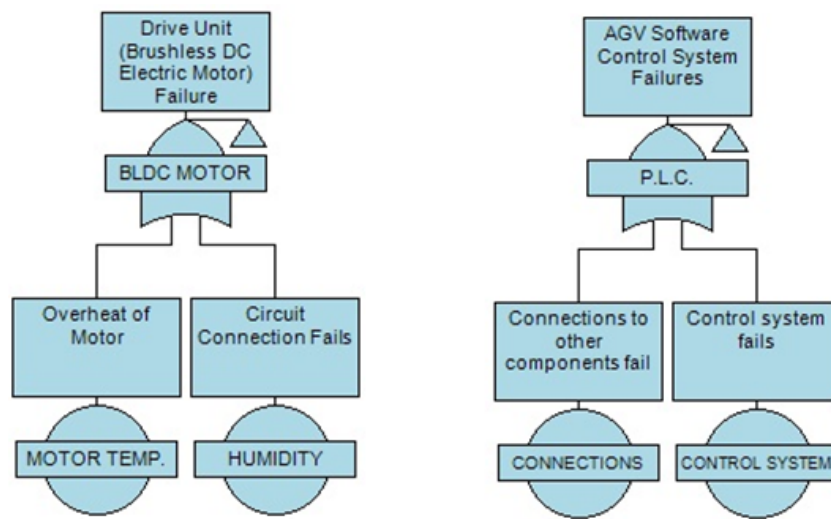 Drive Unit
(Brushless DC
Electric Motor)
Failure
BLDC MOTOR
Overheat of
Motor
Circuit
Connection Fails
MOTOR TEMP.
HUMIDITY
AGV Software
Control System
Failures
P.L.C.
Connections to
other
components fail
Control system
fails
CONNECTIONS
CONTROL SYSTEM